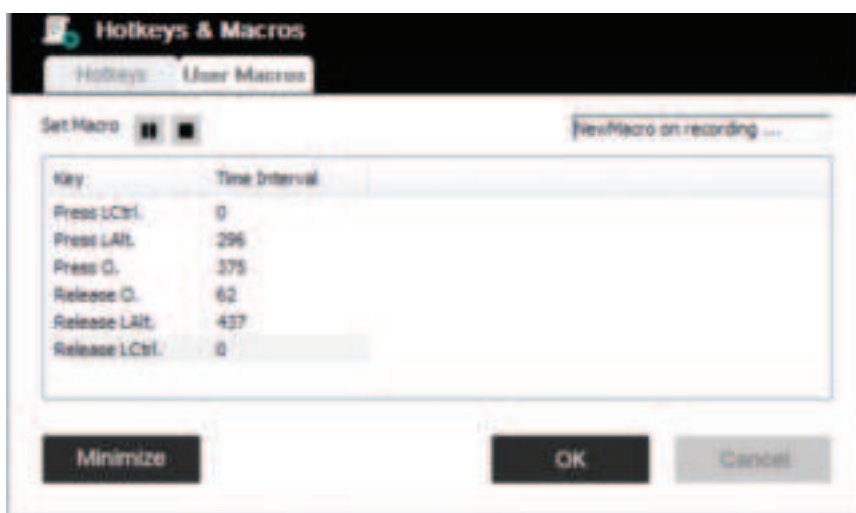 Hotkeys & Macros
Hotkeys User Macros
Set Macro NewMacro on recording ...
Key Time Interval
Press LCtrl. 0
Press LAlt. 296
Press O. 375
Release O. 62
Release LAlt. 437
Release LCtrl. 0
Minimize OK Cancel